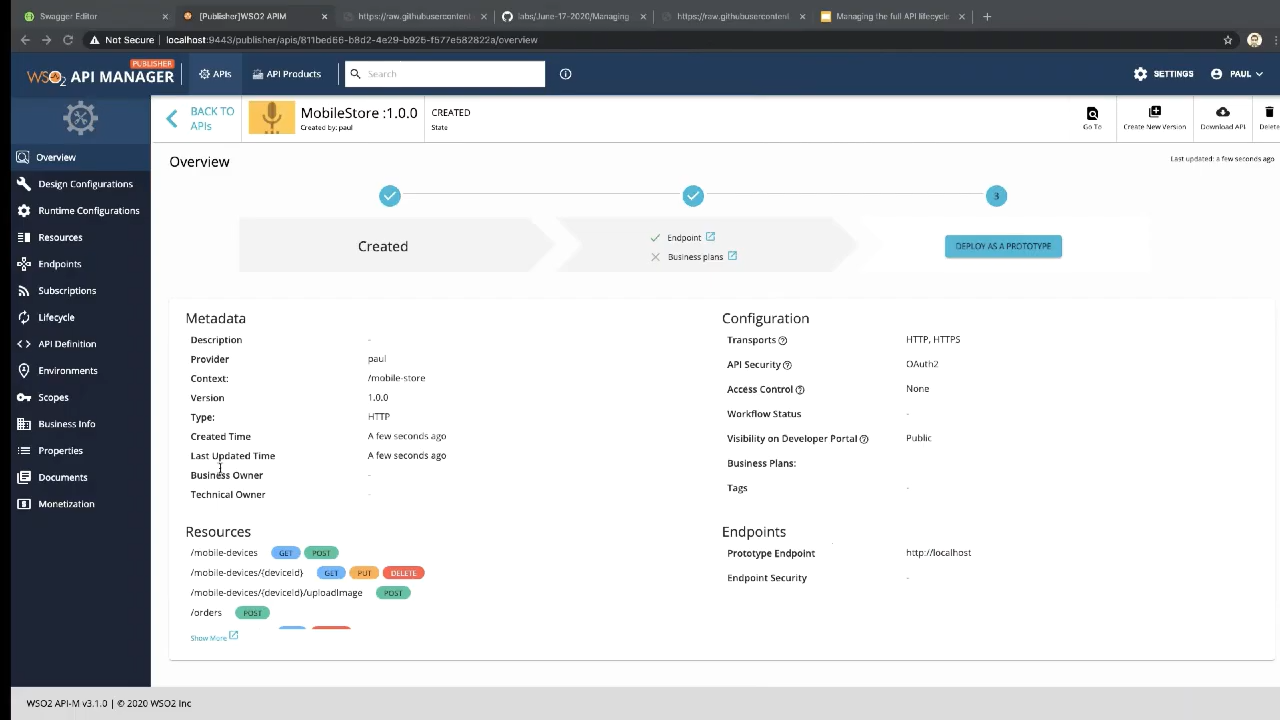 Swagger Editor × [Publisher]WSO2 APIM × https://raw.githubusercontent × labs/June-17-2020/Managing × https://raw.githubusercontent × Managing the full API lifecycle × +
Not Secure | localhost:9443/publisher/apis/811bed66-b8d2-4e29-b925-f577e582822a/overview
PUBLISHER
WSO2 API MANAGER APIs API Products Search SETTINGS PAUL
BACK TO APIs
MobileStore :1.0.0
Created by: paul
CREATED
State
Go To Create New Version Download API Delete
Overview
Design Configurations
Runtime Configurations
Resources
Endpoints
Subscriptions
Lifecycle
API Definition
Environments
Scopes
Business Info
Properties
Documents
Monetization
Overview
Last updated: a few seconds ago
3
Created
Endpoint
Business plans
DEPLOY AS A PROTOTYPE
Metadata
Description -
Provider paul
Context: /mobile-store
Version 1.0.0
Type: HTTP
Created Time A few seconds ago
Last Updated Time A few seconds ago
Business Owner -
Technical Owner -
Configuration
Transports HTTP, HTTPS
API Security OAuth2
Access Control None
Workflow Status -
Visibility on Developer Portal Public
Business Plans:
Tags -
Resources
/mobile-devices GET POST
/mobile-devices/{deviceId} GET PUT DELETE
/mobile-devices/{deviceId}/uploadImage POST
/orders POST
Show More
Endpoints
Prototype Endpoint http://localhost
Endpoint Security -
WSO2 API-M v3.1.0 | © 2020 WSO2 Inc